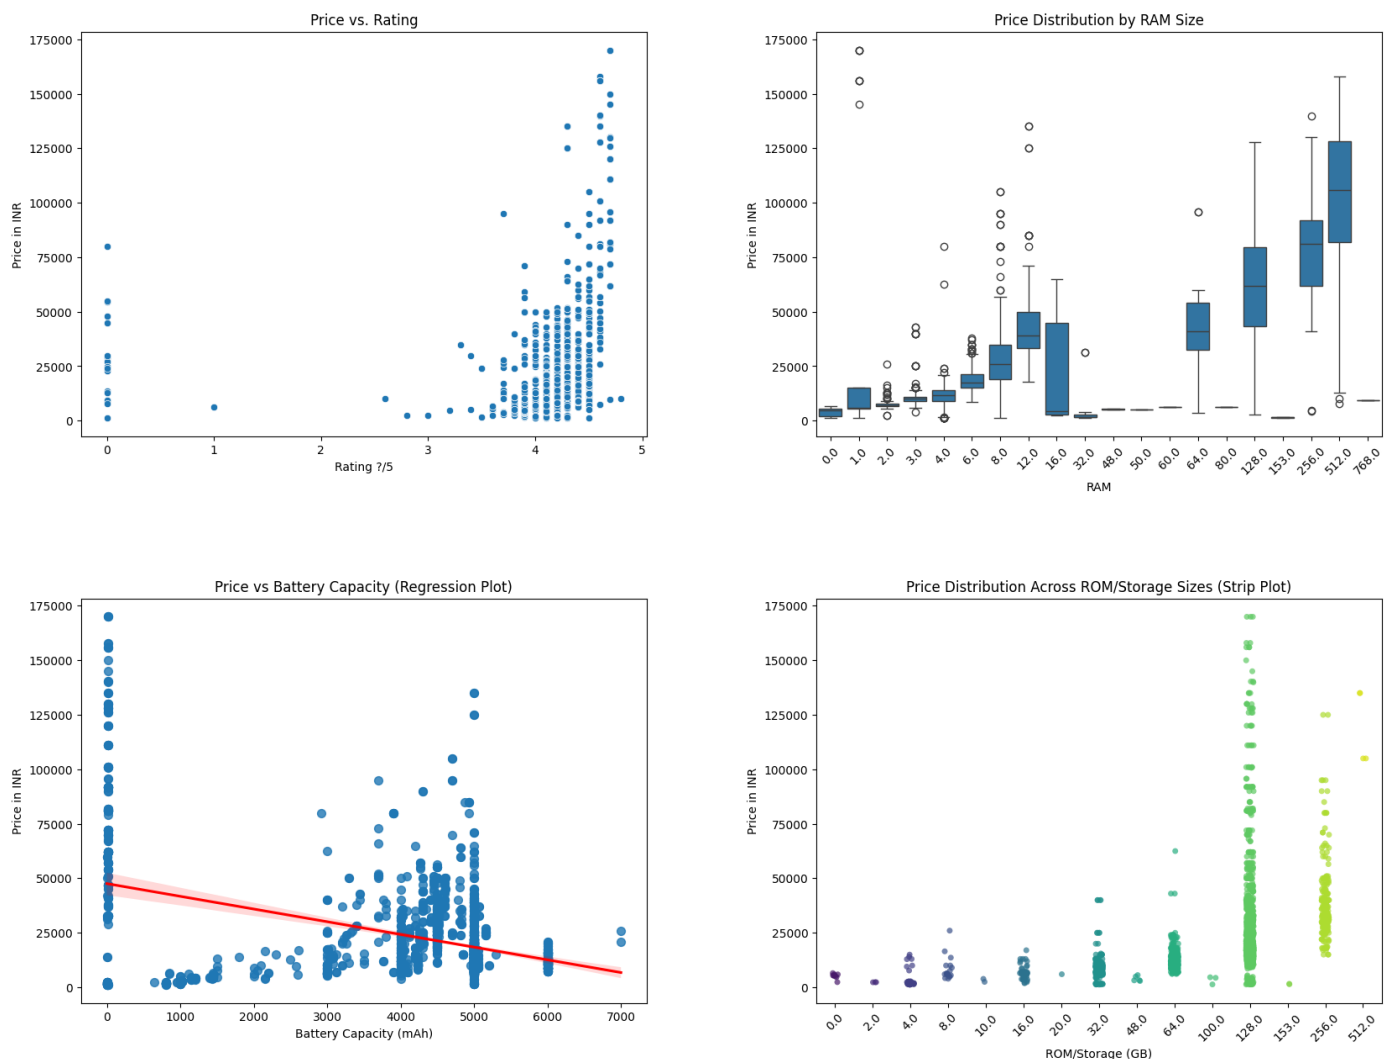 Price vs. Rating
175000
150000
125000
100000
75000
50000
25000
0
Price in INR
0 1 2 3 4 5
Rating ?/5
Price Distribution by RAM Size
175000
150000
125000
100000
75000
50000
25000
0
Price in INR
0.0 1.0 2.0 3.0 4.0 6.0 8.0 12.0 16.0 32.0 48.0 50.0 60.0 64.0 80.0 128.0 153.0 256.0 512.0 768.0
RAM
Price vs Battery Capacity (Regression Plot)
175000
150000
125000
100000
75000
50000
25000
0
Price in INR
0 1000 2000 3000 4000 5000 6000 7000
Battery Capacity (mAh)
Price Distribution Across ROM/Storage Sizes (Strip Plot)
175000
150000
125000
100000
75000
50000
25000
0
Price in INR
0.0 2.0 4.0 8.0 10.0 16.0 20.0 32.0 48.0 64.0 100.0 128.0 153.0 256.0 512.0
ROM/Storage (GB)